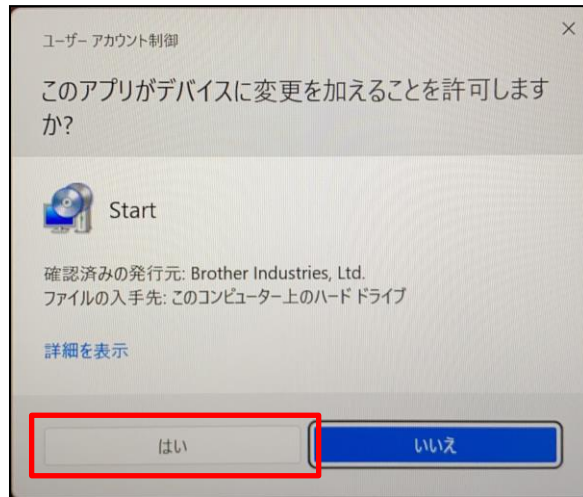 ユーザー アカウント制御
このアプリがデバイスに変更を加えることを許可します
か?
Start
確認済みの発行元: Brother Industries, Ltd.
ファイルの入手先: このコンピューター上のハード ドライブ
詳細を表示
はい
いいえ